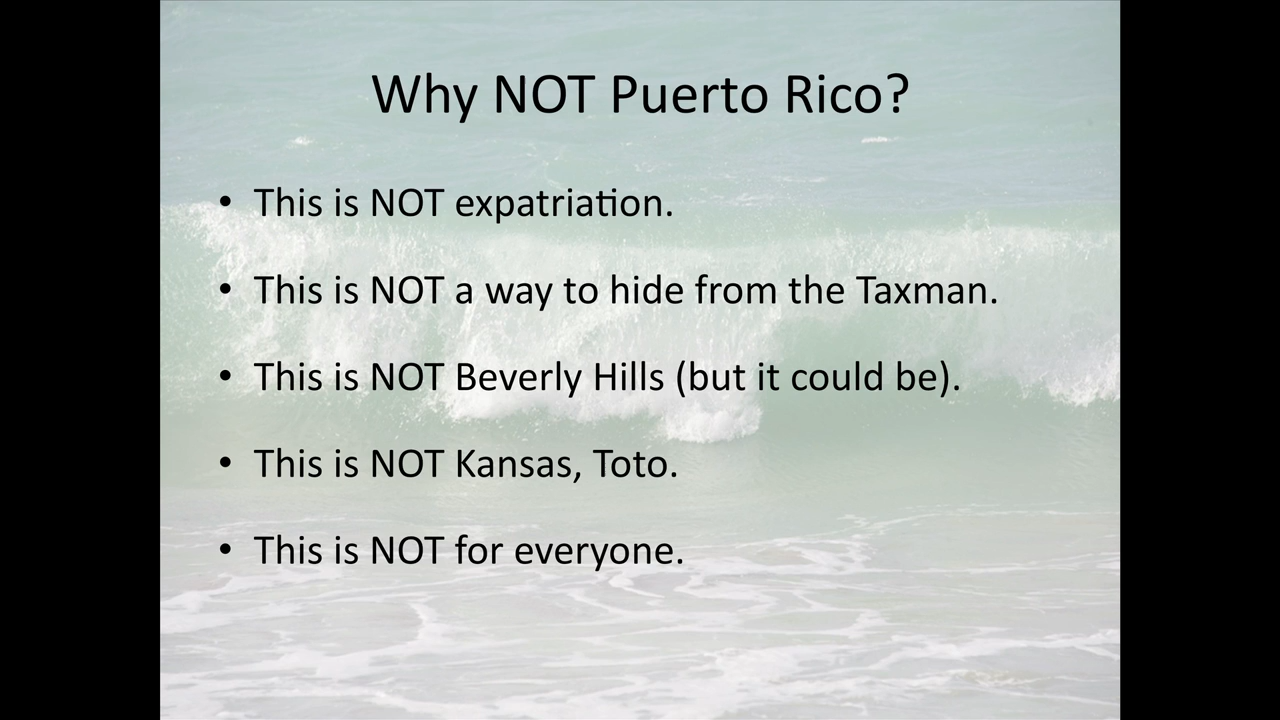 Why NOT Puerto Rico?
• This is NOT expatriation.
• This is NOT a way to hide from the Taxman.
• This is NOT Beverly Hills (but it could be).
• This is NOT Kansas, Toto.
• This is NOT for everyone.